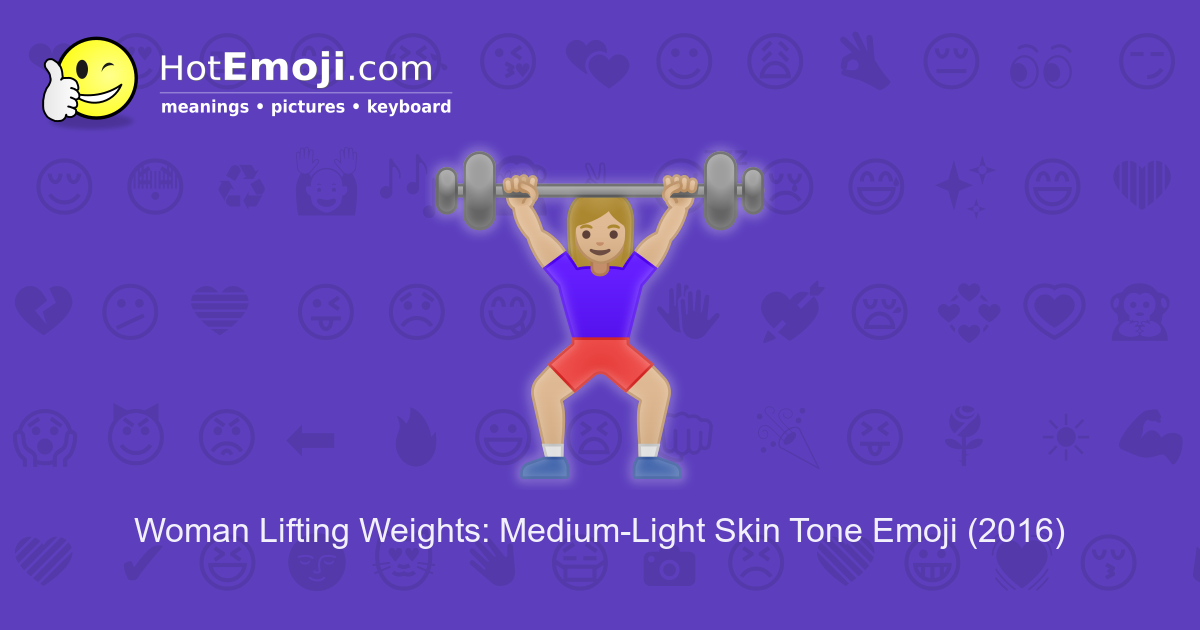 HotEmoji.com
meanings • pictures • keyboard
Woman Lifting Weights: Medium-Light Skin Tone Emoji (2016)